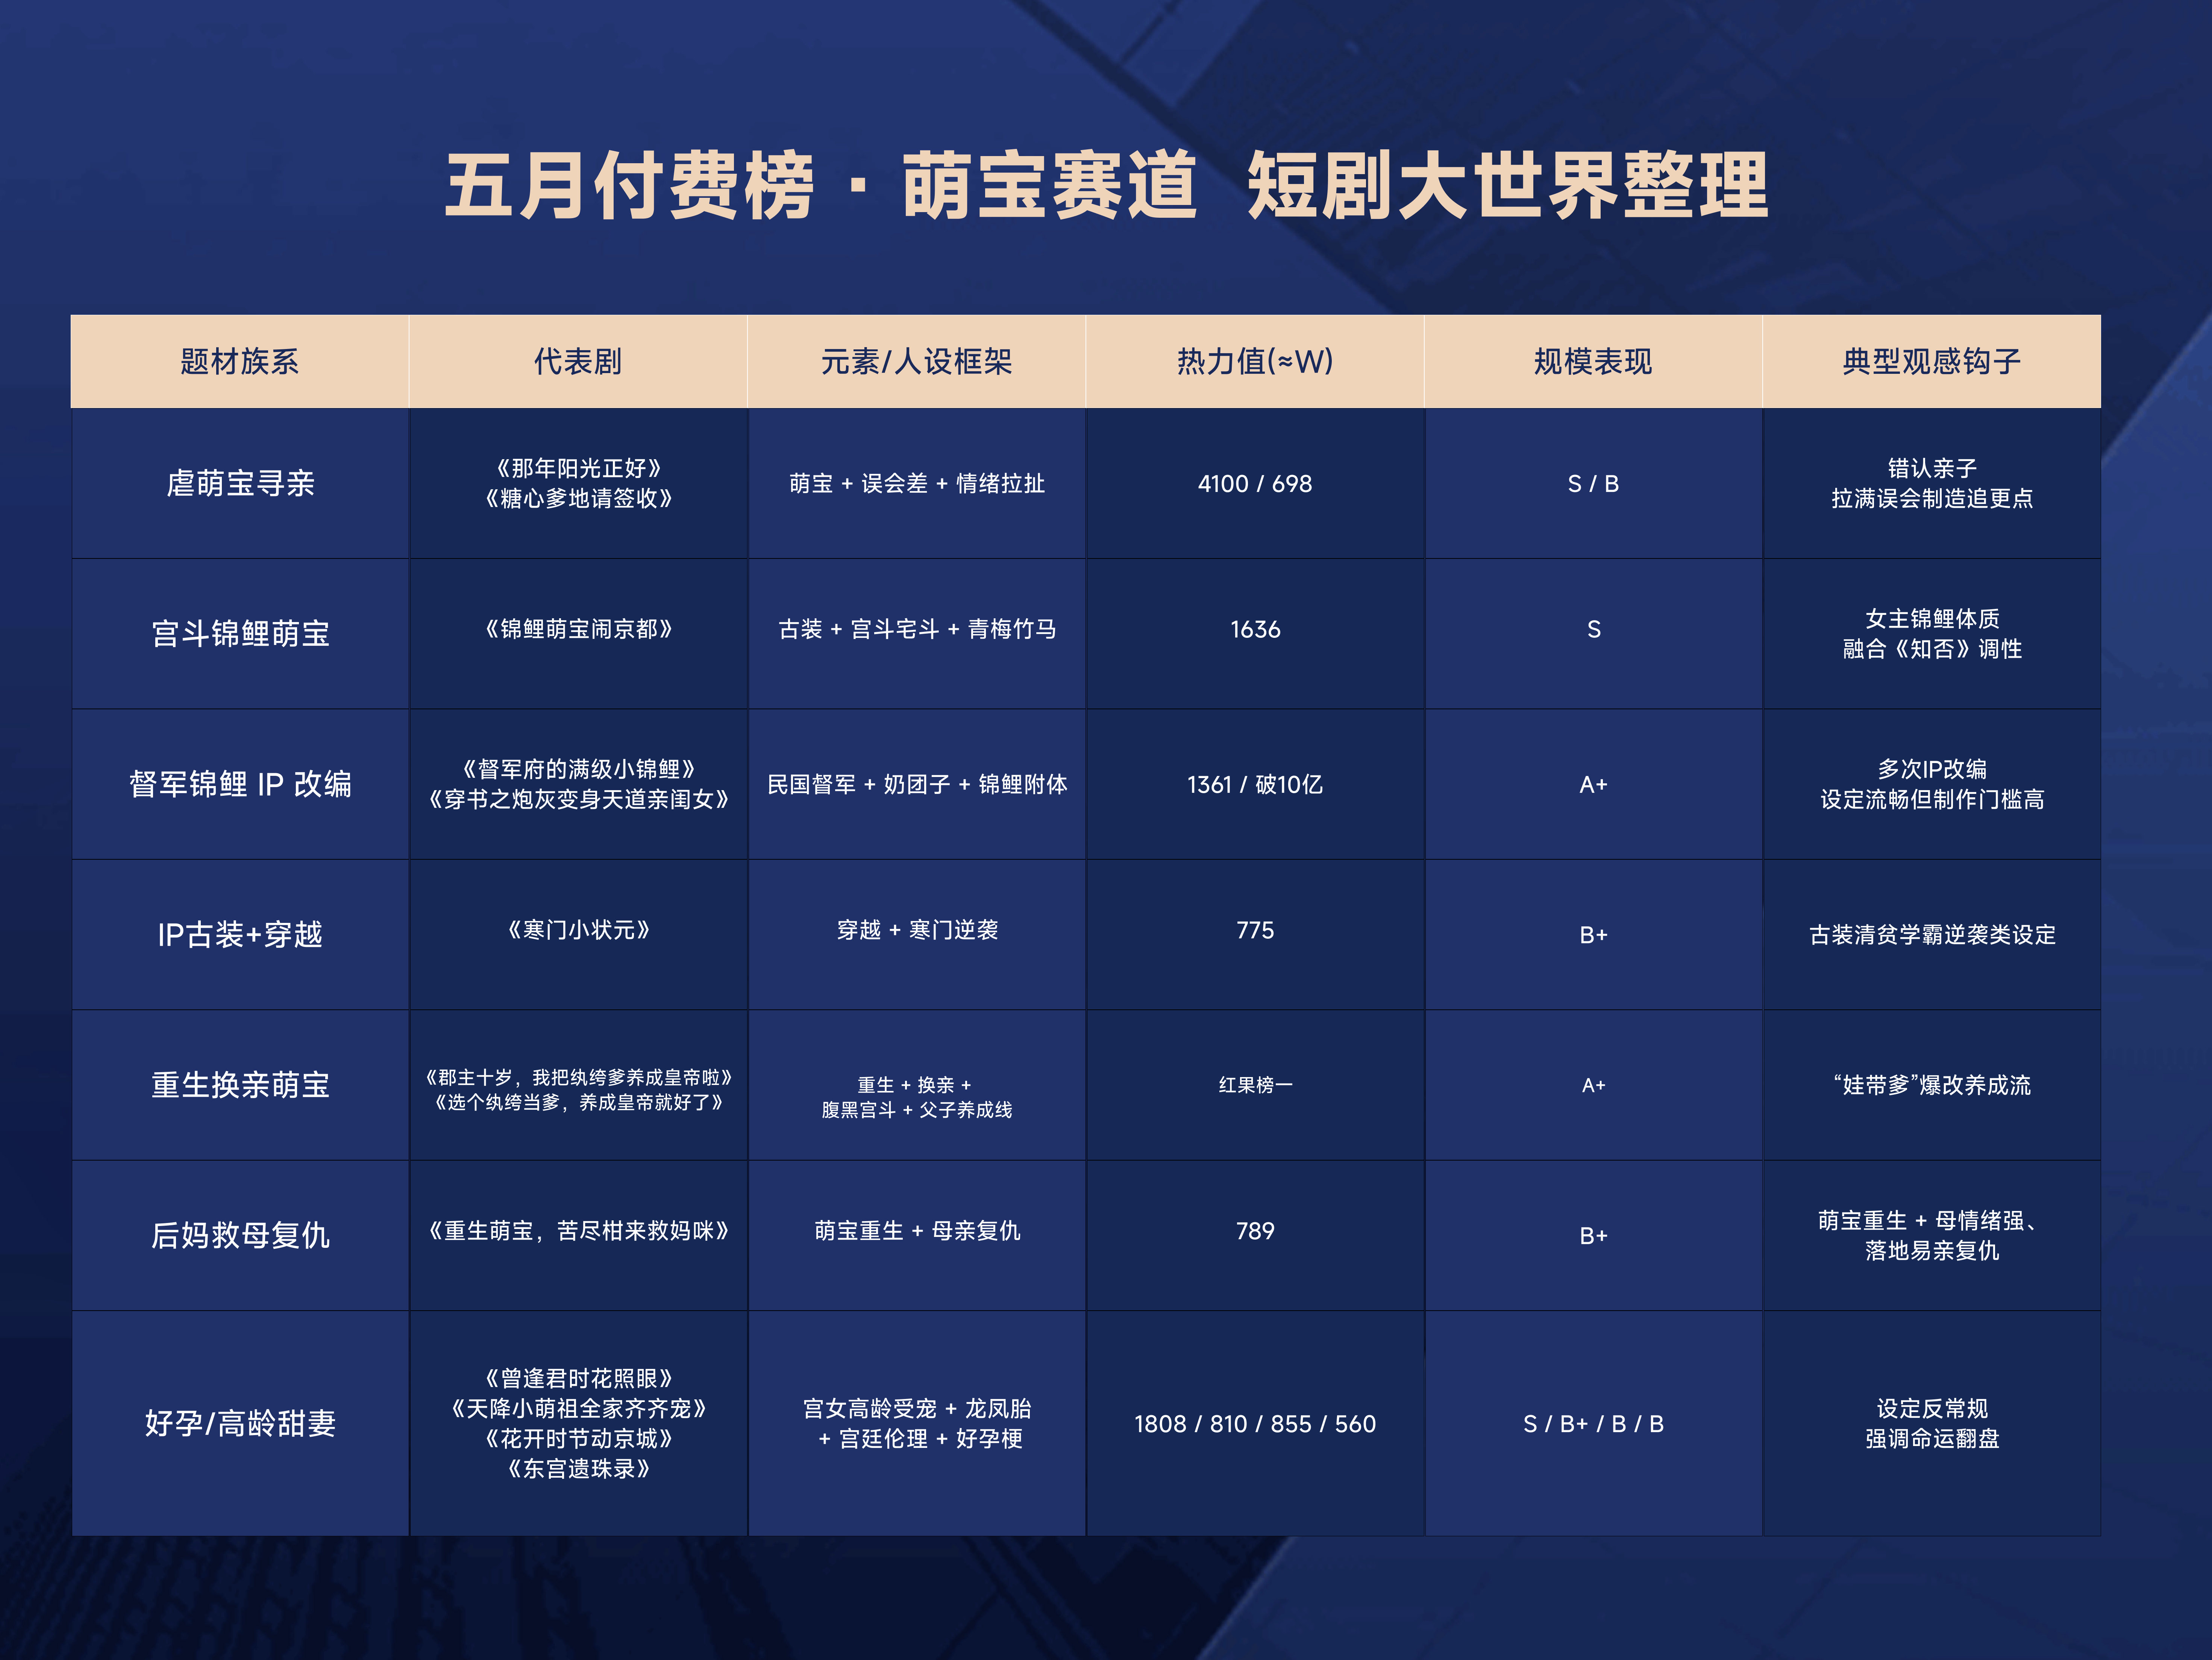 五月付费榜 · 萌宝赛道 短剧大世界整理
题材族系
代表剧
元素/人设框架
热力值(≈W)
规模表现
典型观感钩子
虐萌宝寻亲
《那年阳光正好》
《糖心爹地请签收》
萌宝 + 误会差 + 情绪拉扯
4100 / 698
S / B
错认亲子
拉满误会制造追更点
宫斗锦鲤萌宝
《锦鲤萌宝闹京都》
古装 + 宫斗宅斗 + 青梅竹马
1636
S
女主锦鲤体质
融合《知否》调性
督军锦鲤 IP 改编
《督军府的满级小锦鲤》
《穿书之炮灰变身天道亲闺女》
民国督军 + 奶团子 + 锦鲤附体
1361 / 破10亿
A+
多次IP改编
设定流畅但制作门槛高
IP古装+穿越
《寒门小状元》
穿越 + 寒门逆袭
775
B+
古装清贫学霸逆袭类设定
重生换亲萌宝
《郡主十岁，我把纨绔爹养成皇帝啦》
《选个纨绔当爹，养成皇帝就好了》
重生 + 换亲 +
腹黑宫斗 + 父子养成线
红果榜一
A+
“娃带爹”爆改养成流
后妈救母复仇
《重生萌宝，苦尽柑来救妈咪》
萌宝重生 + 母亲复仇
789
B+
萌宝重生 + 母情绪强、
落地易亲复仇
好孕/高龄甜妻
《曾逢君时花照眼》
《天降小萌祖全家齐齐宠》
《花开时节动京城》
《东宫遗珠录》
宫女高龄受宠 + 龙凤胎
+ 宫廷伦理 + 好孕梗
1808 / 810 / 855 / 560
S / B+ / B / B
设定反常规
强调命运翻盘